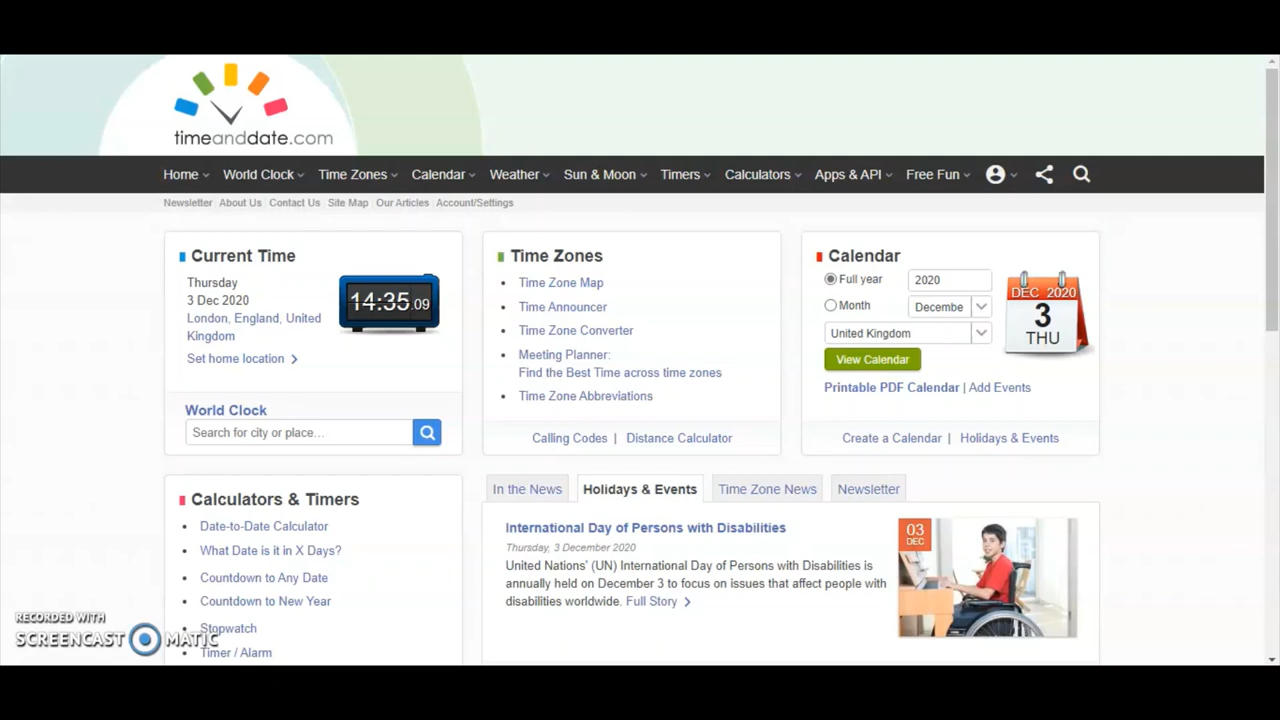 timeanddate.com
Home World Clock Time Zones Calendar Weather Sun & Moon Timers Calculators Apps & API Free Fun
Newsletter About Us Contact Us Site Map Our Articles Account/Settings
Current Time
Thursday
3 Dec 2020
London, England, United
Kingdom
Set home location
14:35.09
World Clock
Search for city or place...
Time Zones
Time Zone Map
Time Announcer
Time Zone Converter
Meeting Planner:
Find the Best Time across time zones
Time Zone Abbreviations
Calling Codes | Distance Calculator
Calendar
Full year 2020
Month Decembe
United Kingdom
View Calendar
DEC 2020
3
THU
Printable PDF Calendar | Add Events
Create a Calendar | Holidays & Events
Calculators & Timers
Date-to-Date Calculator
What Date is it in X Days?
Countdown to Any Date
Countdown to New Year
Stopwatch
Timer / Alarm
In the News Holidays & Events Time Zone News Newsletter
International Day of Persons with Disabilities
Thursday, 3 December 2020
United Nations' (UN) International Day of Persons with Disabilities is
annually held on December 3 to focus on issues that affect people with
disabilities worldwide. Full Story
03
DEC
RECORDED WITH
SCREENCAST MATIC